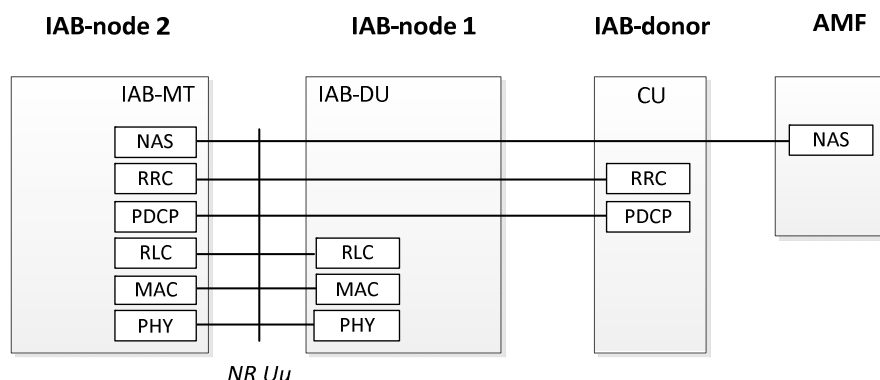 IAB-node 2 IAB-node 1 IAB-donor AMF
IAB-MT IAB-DU CU
NAS NAS
RRC RRC
PDCP PDCP
RLC RLC
MAC MAC
PHY PHY
NR Uu